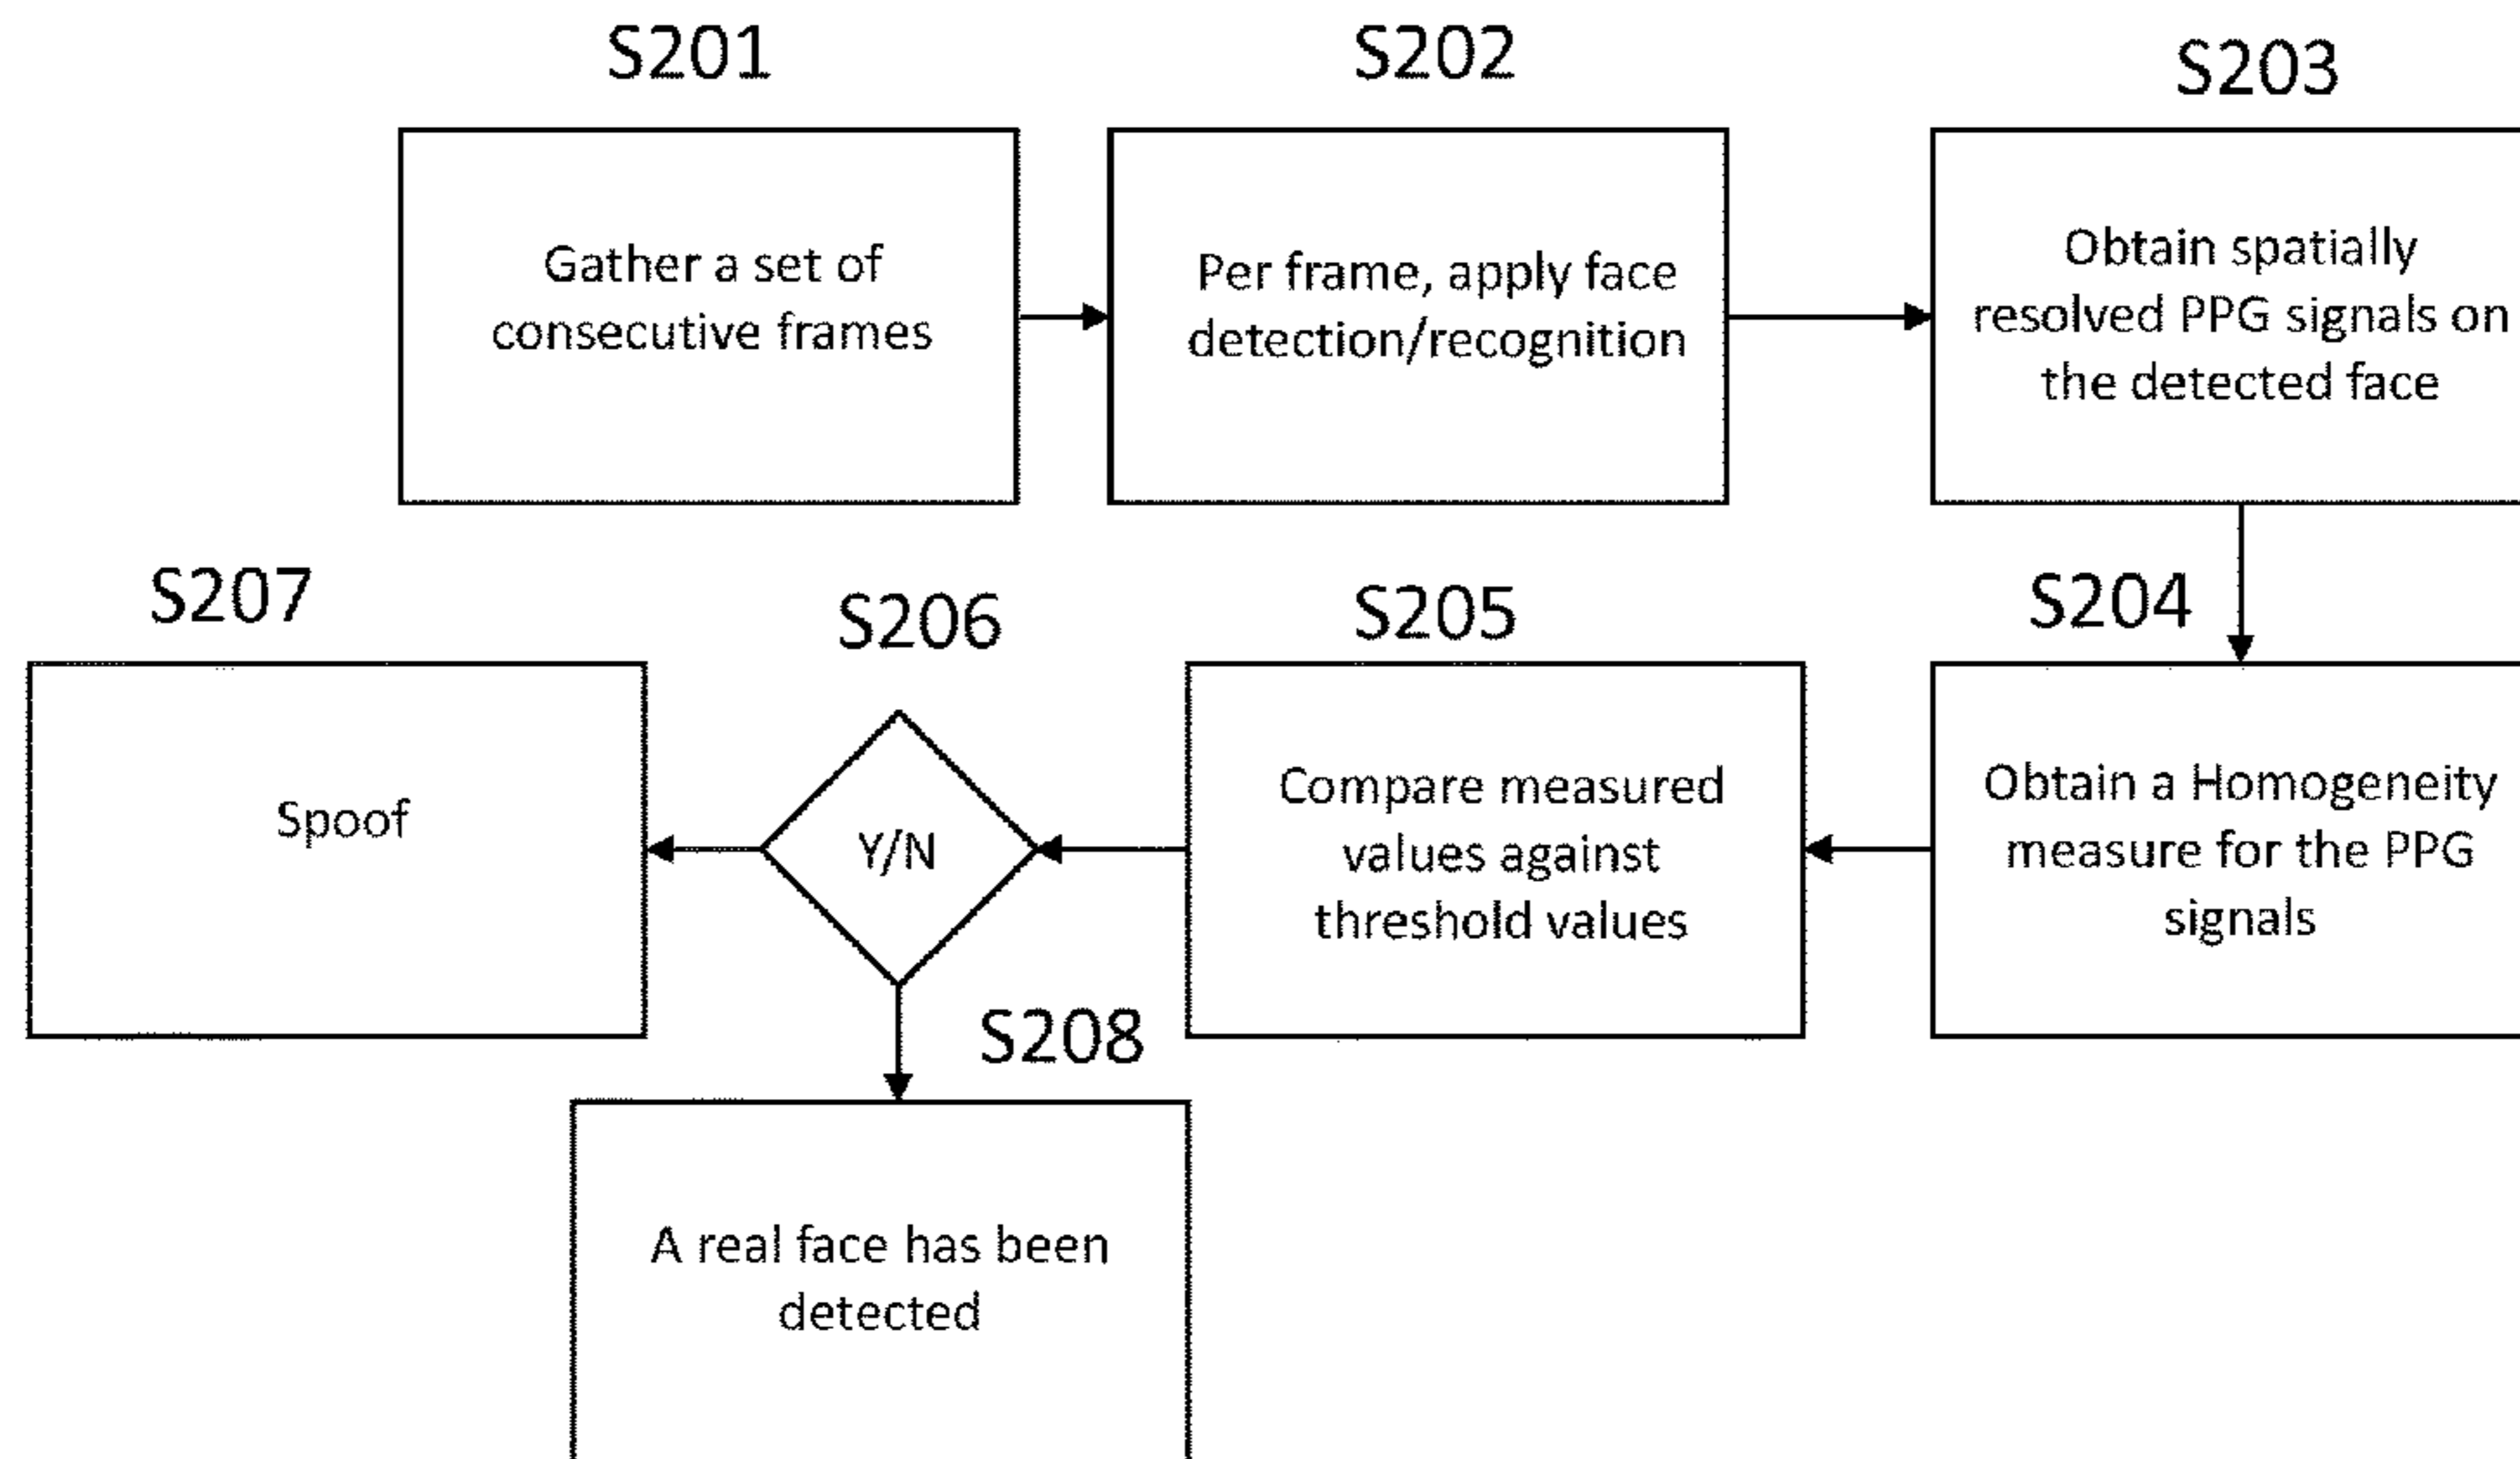 S201
Gather a set of
consecutive frames
S202
Per frame, apply face
detection/recognition
S203
Obtain spatially
resolved PPG signals on
the detected face
S204
Obtain a Homogeneity
measure for the PPG
signals
S205
Compare measured
values against
threshold values
S206
Y/N
S207
Spoof
S208
A real face has been
detected